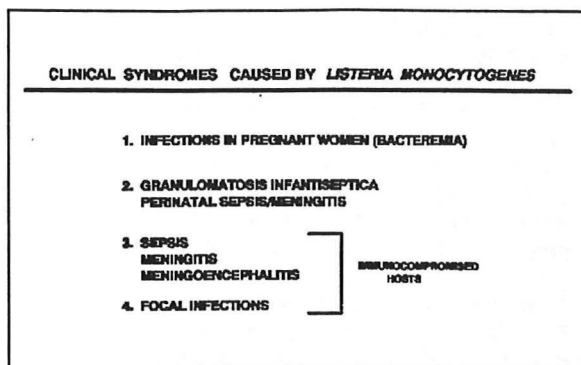 CLINICAL SYNDROMES CAUSED BY LISTERIA MONOCYTOGENES
1. INFECTIONS IN PREGNANT WOMEN (BACTEREMIA)
2. GRANULOMATOSIS INFANTISEPTICA
PERINATAL SEPSIS/MENINGITIS
3. SEPSIS
MENINGITIS
MENINGOENCEPHALITIS
IMMUNOCOMPROMISED
HOSTS
4. FOCAL INFECTIONS